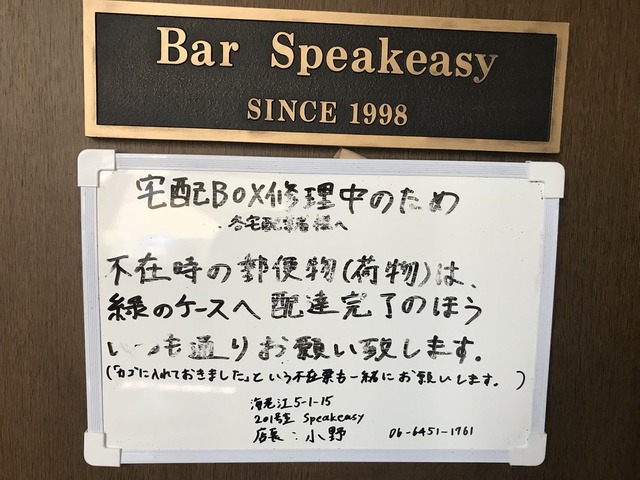 Bar Speakeasy
SINCE 1998
宅配BOX修理中のため
各宅配業者様へ
不在時の郵便物(荷物)は、
緑のケースへ配達完了のほう
いつも通りお願い致します。
(「カゴに入れておきました」という不在票も一緒にお願いします。)
海老江5-1-15
201号室 Speakeasy
店長:小野
06-6451-1761